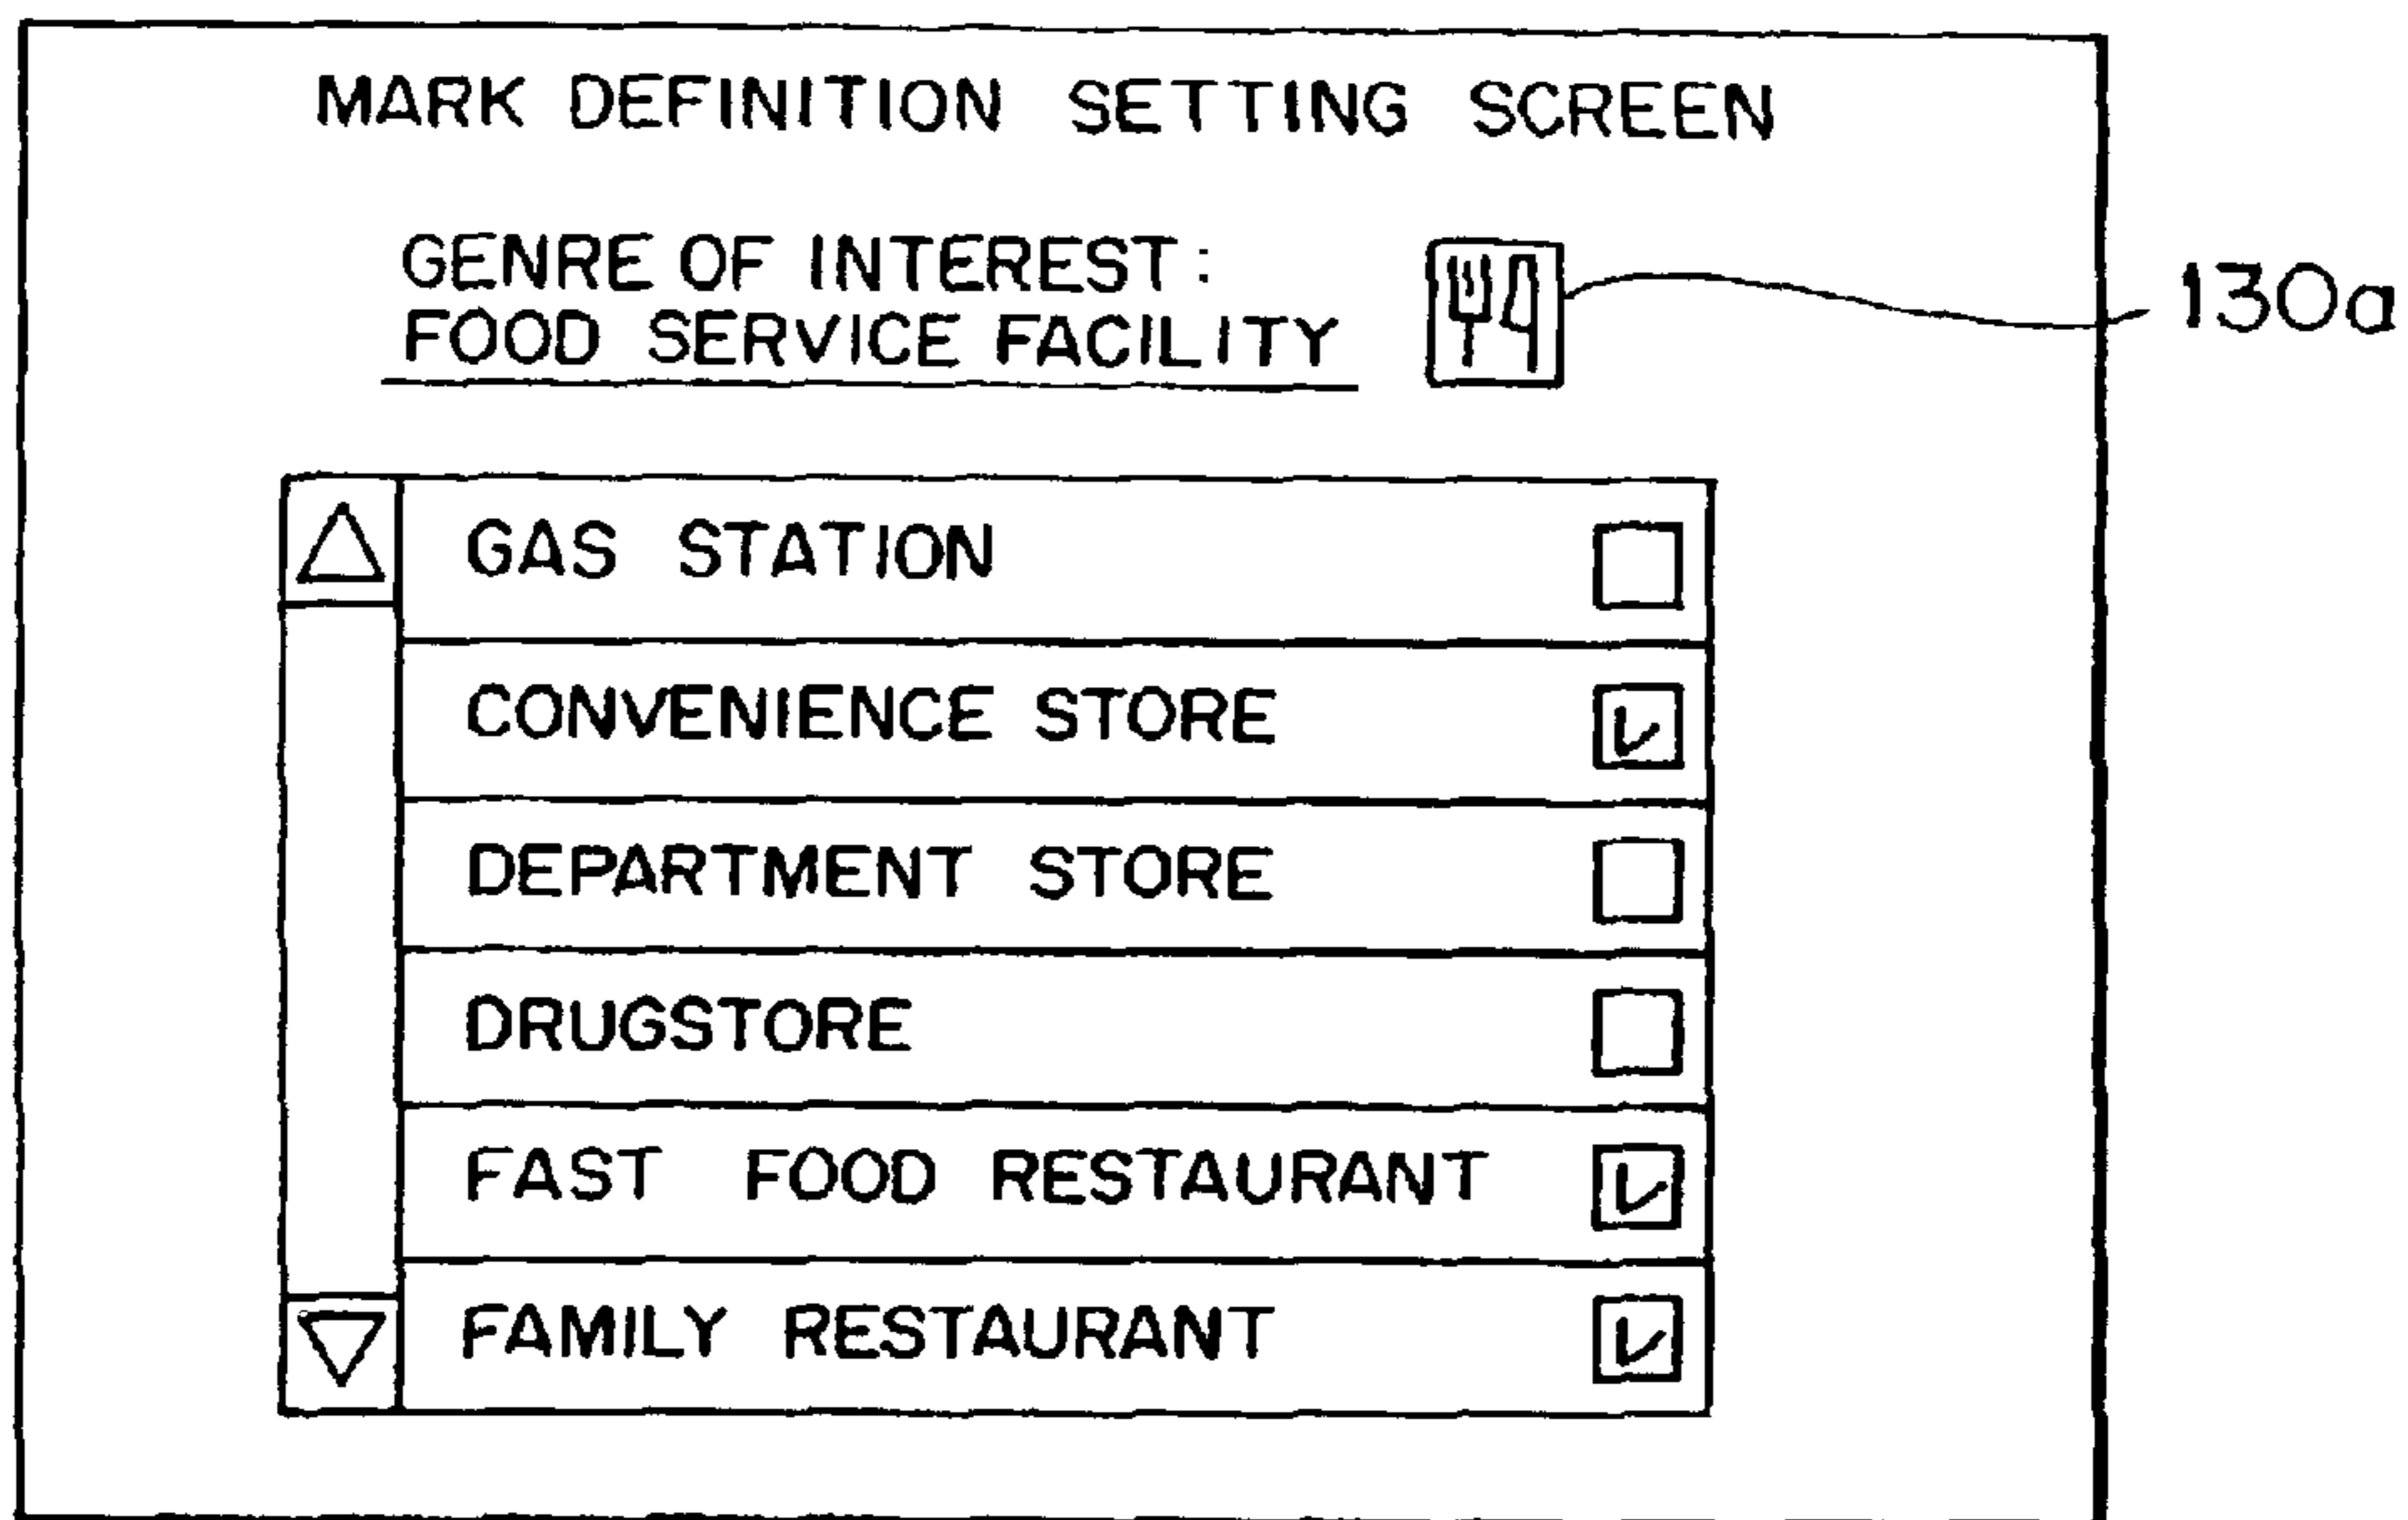 MARK DEFINITION SETTING SCREEN
GENRE OF INTEREST:
FOOD SERVICE FACILITY
130a
GAS STATION
CONVENIENCE STORE
DEPARTMENT STORE
DRUGSTORE
FAST FOOD RESTAURANT
FAMILY RESTAURANT